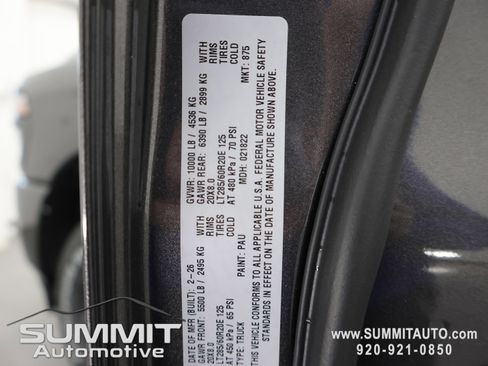 DATE OF MFR (BUILT): 2-26 GVWR: 10000 LB / 4536 KG
GAWR FRONT: 5500 LB / 2495 KG GAWR REAR: 6390 LB / 2899 KG WITH
20X8.0 20X8.0 RIMS
LT285/60R20E 125 LT285/60R20E 125 TIRES
AT 450 kPa / 65 PSI AT 480 kPa / 70 PSI COLD
TYPE: TRUCK PAINT: PAU MDH: 021822 MKT: 875
THIS VEHICLE CONFORMS TO ALL APPLICABLE U.S.A. FEDERAL MOTOR VEHICLE SAFETY
STANDARDS IN EFFECT ON THE DATE OF MANUFACTURE SHOWN ABOVE.
WITH
RIMS
TIRES
COLD
SUMMIT
Automotive
WWW.SUMMITAUTO.COM
920-921-0850